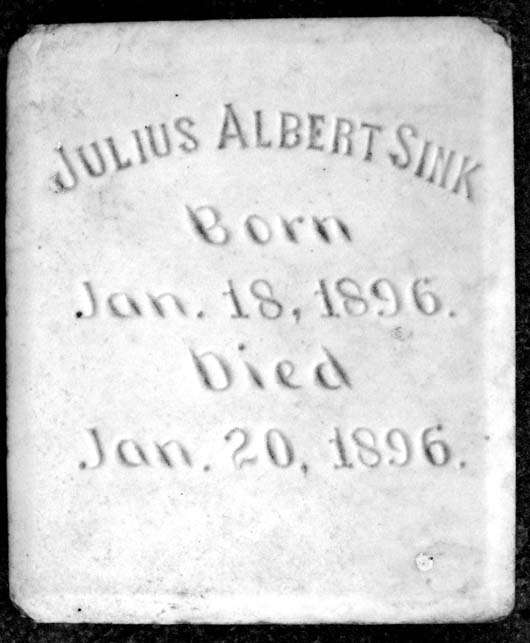 JULIUS ALBERT SINK
Born
Jan. 18, 1896.
Died
Jan. 20, 1896.